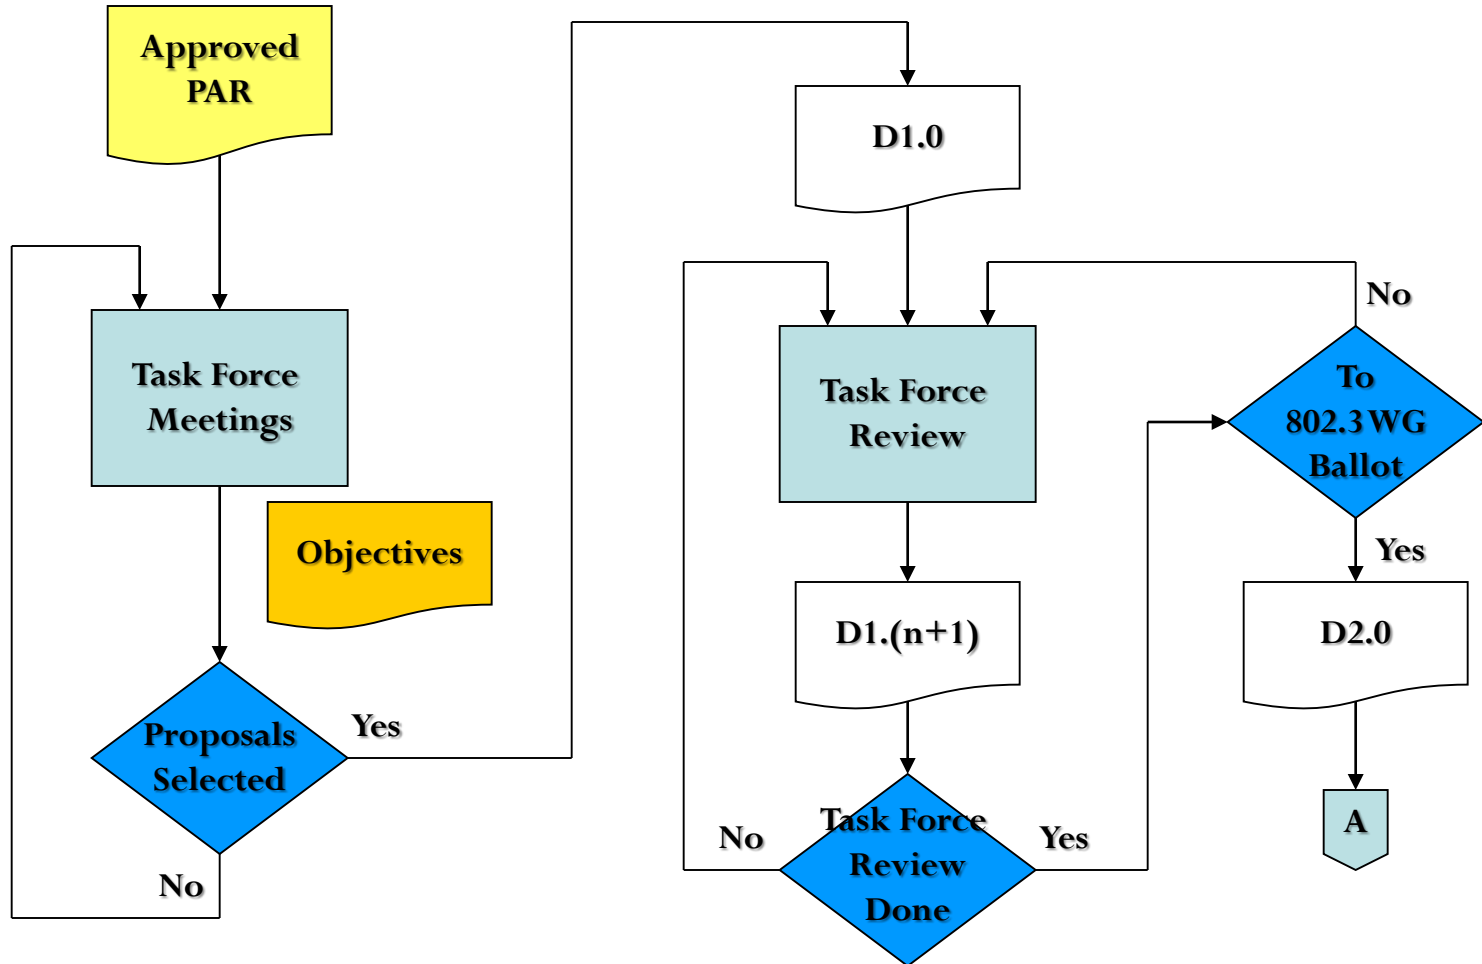 Approved
PAR
Task Force
Meetings
Objectives
Proposals
Selected
Yes
No
D1.0
Task Force
Review
D1.(n+1)
Task Force
Review
Done
No
Yes
To
802.3 WG
Ballot
No
Yes
D2.0
A